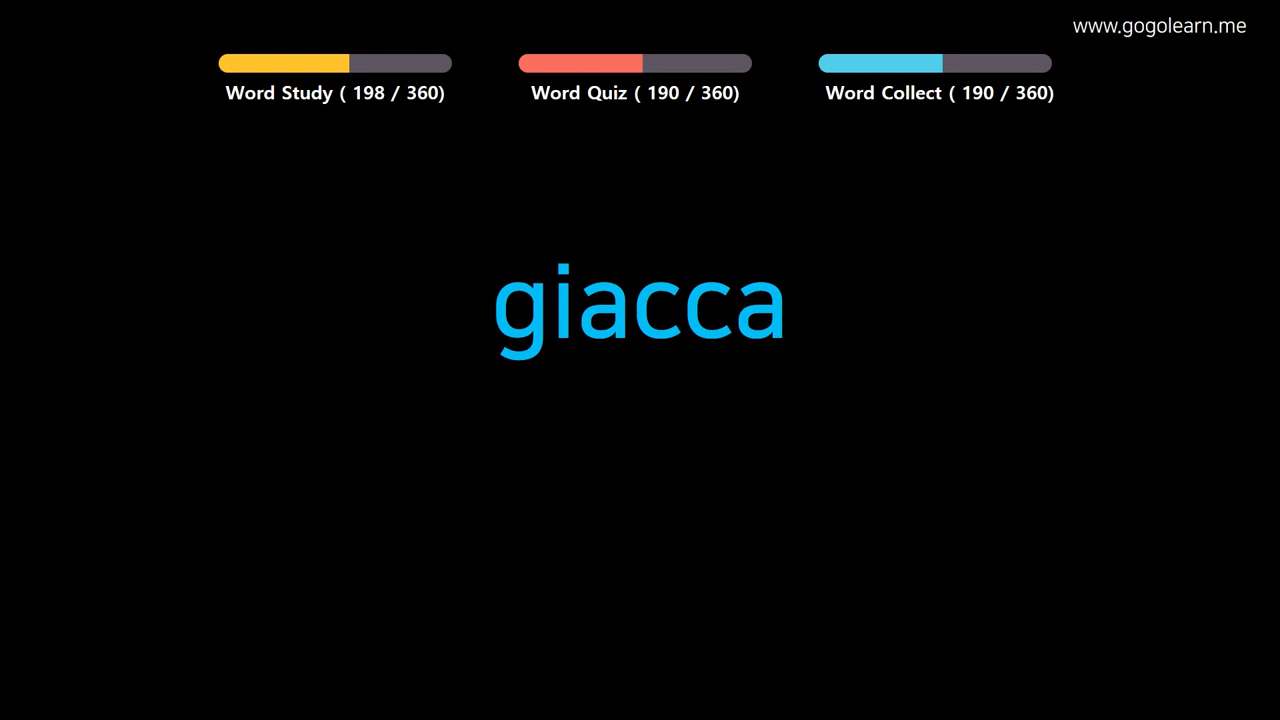 www.gogolearn.me
Word Study ( 198 / 360)
Word Quiz ( 190 / 360)
Word Collect ( 190 / 360)
giacca